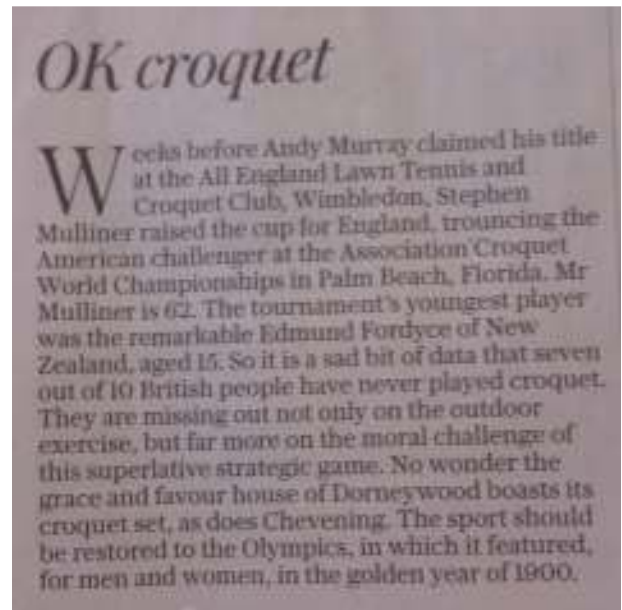 OK croquet
Weeks before Andy Murray claimed his title
at the All England Lawn Tennis and
Croquet Club, Wimbledon, Stephen
Mulliner raised the cup for England, trouncing the
American challenger at the Association Croquet
World Championships in Palm Beach, Florida. Mr
Mulliner is 62. The tournament's youngest player
was the remarkable Edmund Fordyce of New
Zealand, aged 15. So it is a sad bit of data that seven
out of 10 British people have never played croquet.
They are missing out not only on the outdoor
exercise, but far more on the moral challenge of
this superlative strategic game. No wonder the
grace and favour house of Dorneywood boasts its
croquet set, as does Chevening. The sport should
be restored to the Olympics, in which it featured,
for men and women, in the golden year of 1900.